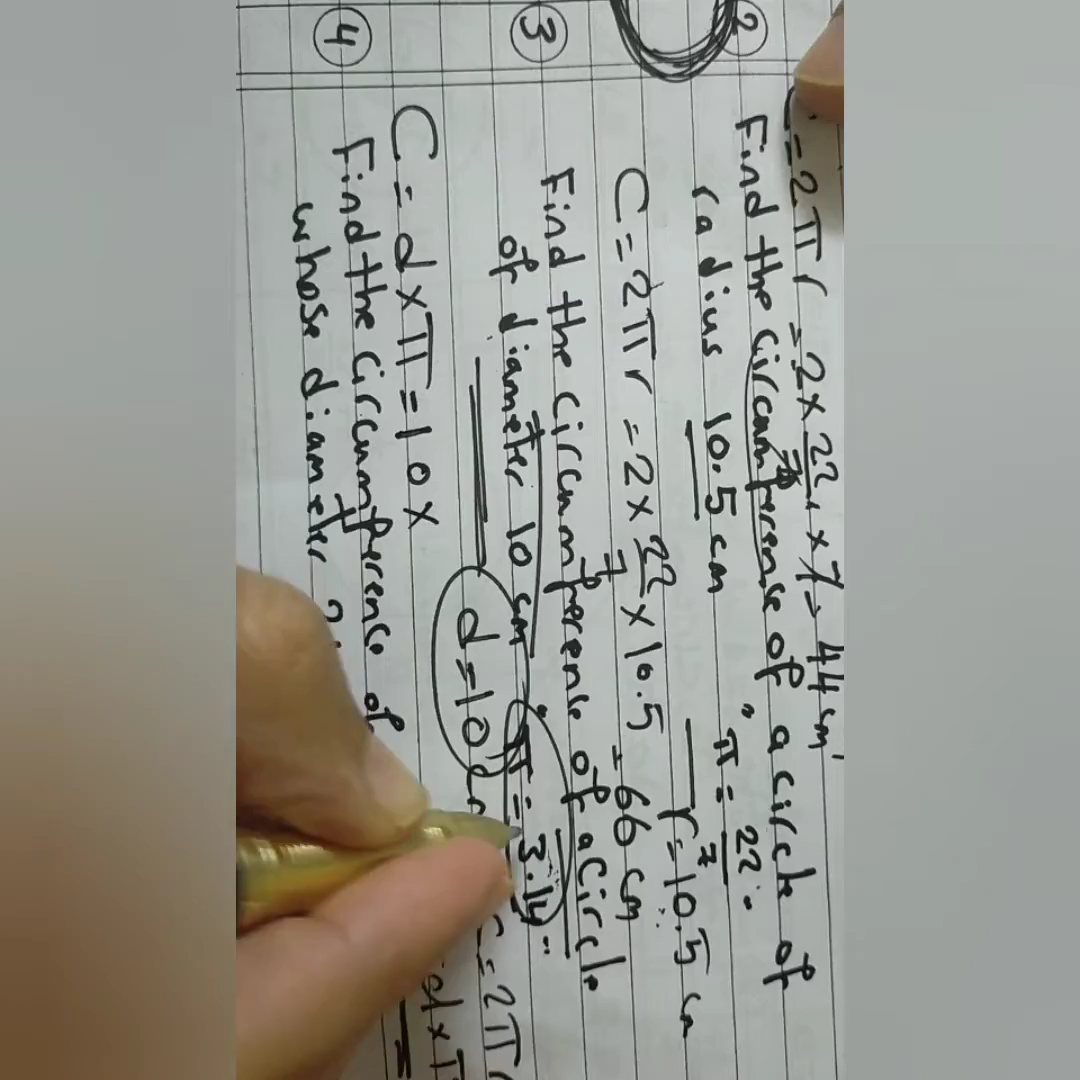 C = 2πr = 2 × 22/7 × 7 = 44 cm
② Find the Circumference of a circle of
radius 10.5 cm " π = 22/7 .
r = 10.5 cm
C = 2πr = 2 × 22/7 × 10.5 = 66 cm
③ Find the circumference of a circle
of diameter 10 cm " π = 3.14 "
d = 10
C = 2πr
C = d × π = 10 ×
d × π
④ Find the Circumference of
whose diameter